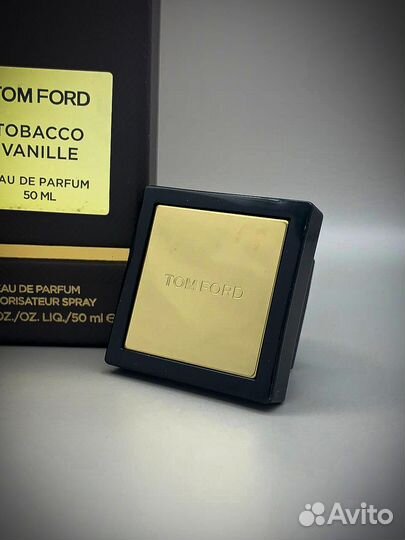 TOM FORD
TOBACCO
VANILLE
EAU DE PARFUM
50 ML
EAU DE PARFUM
VAPORISATEUR SPRAY
OZ./OZ. LIQ./50 ml e
TOM FORD
Avito